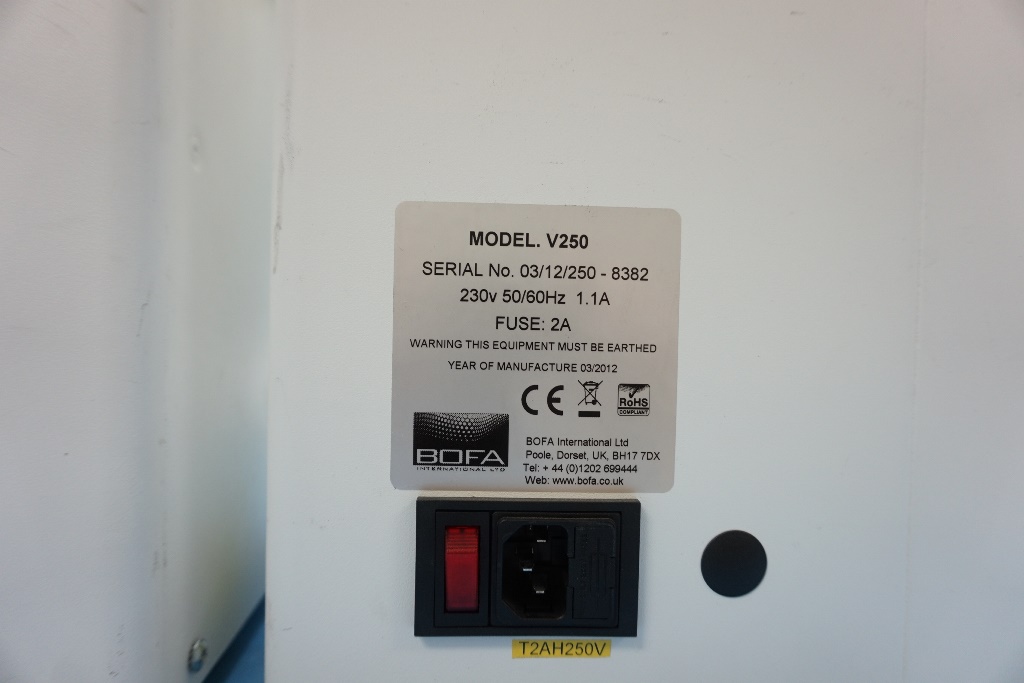 MODEL. V250
SERIAL No. 03/12/250 - 8382
230v 50/60Hz 1.1A
FUSE: 2A
WARNING THIS EQUIPMENT MUST BE EARTHED
YEAR OF MANUFACTURE 03/2012
CE
RoHS
COMPLIANT
BOFA
INTERNATIONAL LTD
BOFA International Ltd
Poole, Dorset, UK, BH17 7DX
Tel: + 44 (0)1202 699444
Web: www.bofa.co.uk
T2AH250V